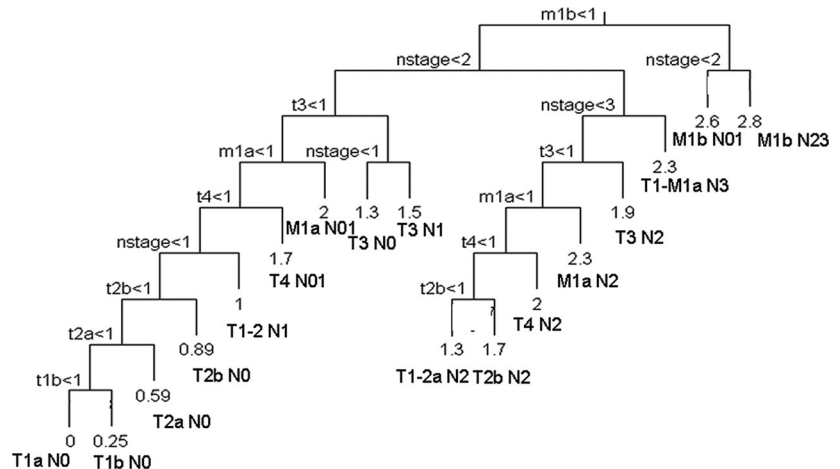 m1b<1
nstage<2
nstage<2
t3<1
nstage<3
2.6 2.8
M1b N01 M1b N23
m1a<1
nstage<1
t3<1
2.3
T1-M1a N3
t4<1
m1a<1
2
1.3
1.5
1.9
M1a N01
T3 N0
T3 N1
T3 N2
nstage<1
1.7
T4 N01
t4<1
2.3
M1a N2
t2b<1
1
T1-2 N1
t2b<1
2
T4 N2
t2a<1
0.89
T2b N0
1.3 1.7
T1-2a N2 T2b N2
t1b<1
0.59
T2a N0
0 0.25
T1a N0 T1b N0